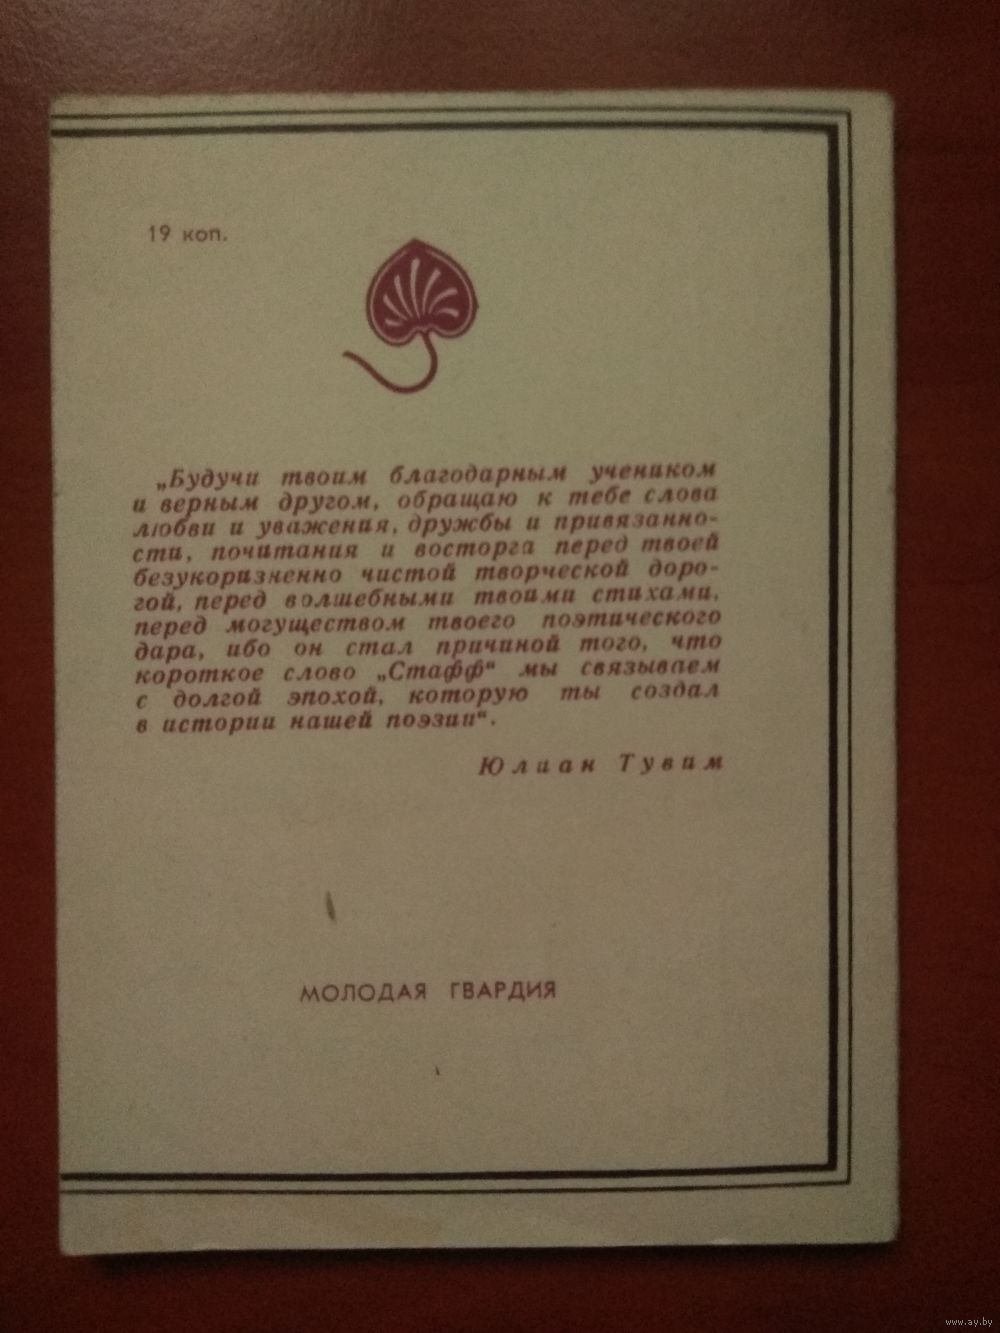 19 коп.
„Будучи твоим благодарным учеником
и верным другом, обращаю к тебе слова
любви и уважения, дружбы и привязанно-
сти, почитания и восторга перед твоей
безукоризненно чистой творческой доро-
гой, перед волшебными твоими стихами,
перед могуществом твоего поэтического
дара, ибо он стал причиной того, что
короткое слово „Стафф“ мы связываем
с долгой эпохой, которую ты создал
в истории нашей поэзии“.
Юлиан Тувим
МОЛОДАЯ ГВАРДИЯ
www.ay.by